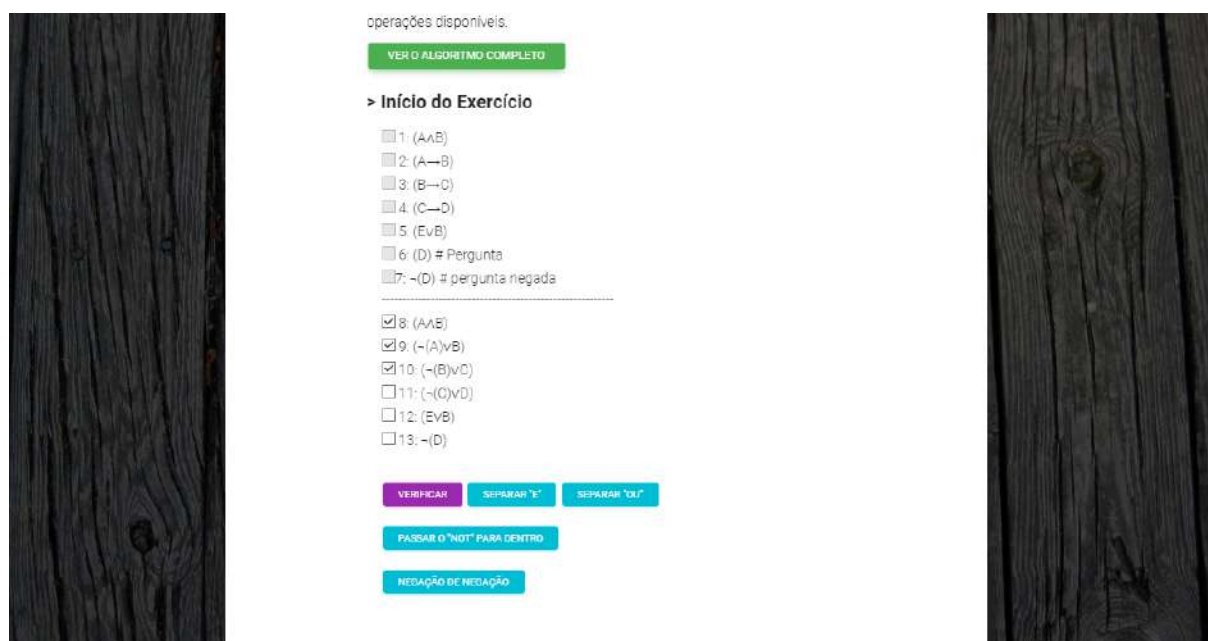 operações disponíveis.
VER O ALGORITMO COMPLETO
> Início do Exercício
1: (A∧B)
2: (A→B)
3: (B→C)
4: (C→D)
5: (E∨B)
6: (D) # Pergunta
7: ¬(D) # pergunta negada
------------------------------------------------------------
8: (A∧B)
9: (¬(A)∨B)
10: (¬(B)∨C)
11: (¬(C)∨D)
12: (E∨B)
13: ¬(D)
VERIFICAR SEPARAR "E" SEPARAR "OU"
PASSAR O "NOT" PARA DENTRO
NEGAÇÃO DE NEGAÇÃO